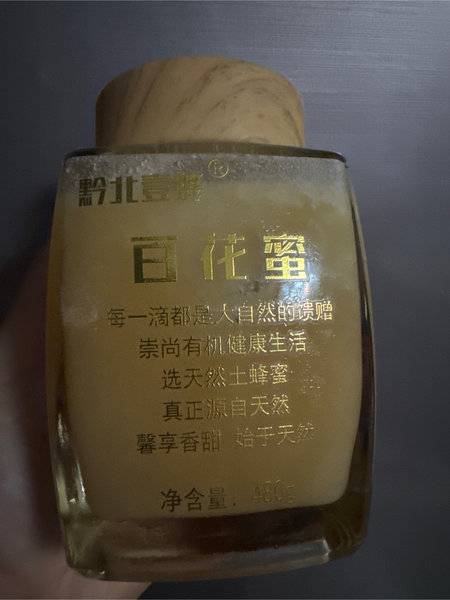 黔北壹蜂®
百花蜜
每一滴都是大自然的馈赠
崇尚有机健康生活
选天然土蜂蜜
真正源自天然
馨享香甜 始于天然
净含量：480g